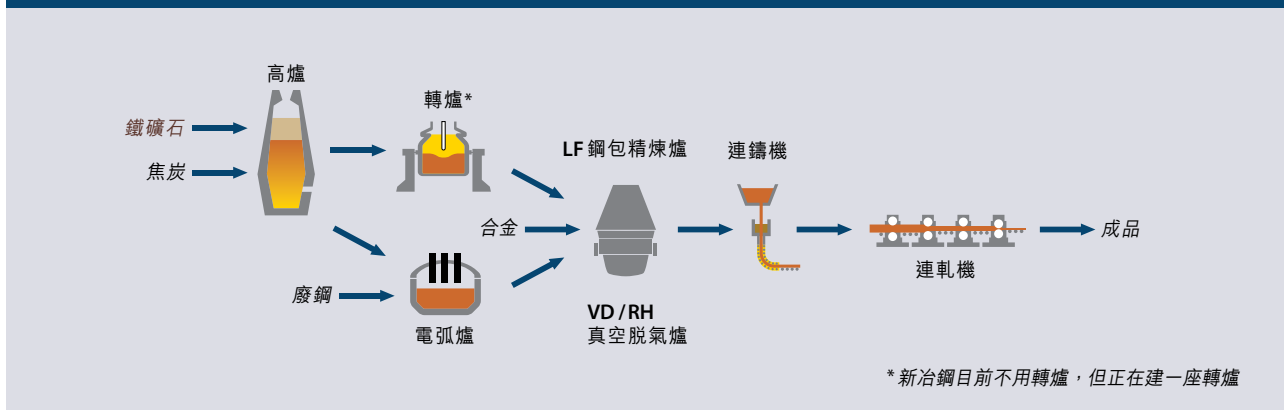 高爐
轉爐*
鐵礦石
焦炭
LF 鋼包精煉爐
連鑄機
合金
成品
連軋機
廢鋼
電弧爐
VD / RH
真空脫氣爐
*新冶鋼目前不用轉爐，但正在建一座轉爐